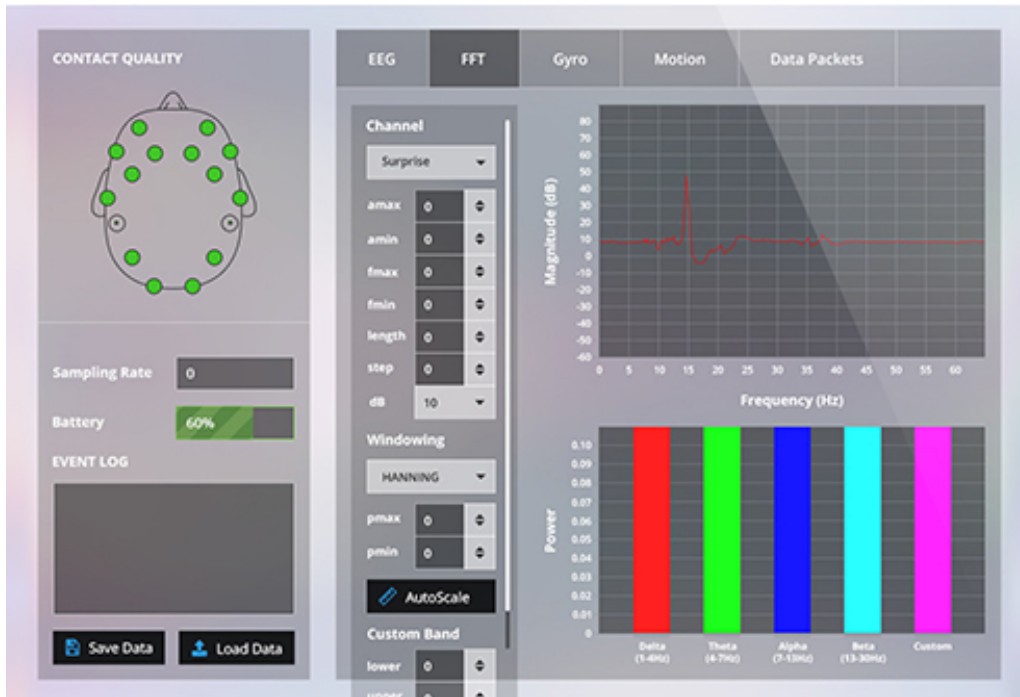 CONTACT QUALITY
Sampling Rate 0
Battery 60%
EVENT LOG
Save Data Load Data
EEG FFT Gyro Motion Data Packets
Channel
Surprise
amax 0
amin 0
fmax 0
fmin 0
length 0
step 0
dB 10
Windowing
HANNING
pmax 0
pmin 0
AutoScale
Custom Band
lower 0
upper 0
Magnitude (dB)
80
70
60
50
40
30
20
10
0
-10
-20
-30
-40
-50
-60
0 5 10 15 20 25 30 35 40 45 50 55 60
Frequency (Hz)
Power
0.10
0.09
0.08
0.07
0.06
0.05
0.04
0.03
0.02
0.01
0
Delta Theta Alpha Beta Custom
(1-4Hz) (4-7Hz) (7-13Hz) (13-30Hz)